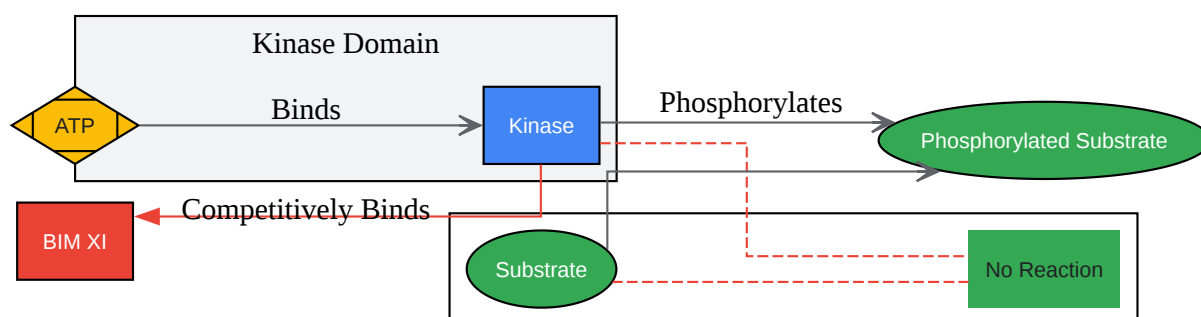 Kinase Domain
ATP
Binds
Kinase
Phosphorylates
Phosphorylated Substrate
Competitively Binds
BIM XI
Substrate
No Reaction